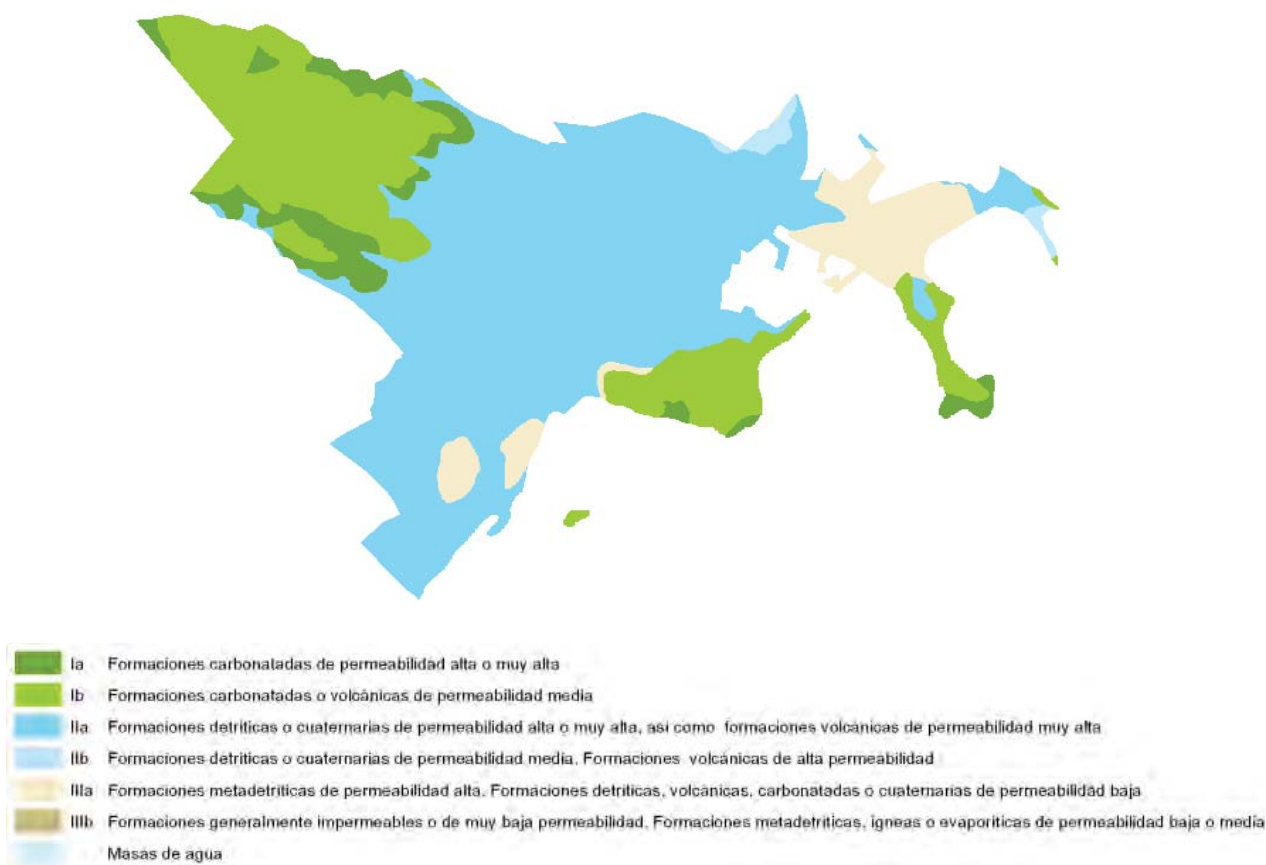 Ia Formaciones carbonatadas de permeabilidad alta o muy alta
Ib Formaciones carbonatadas o volcánicas de permeabilidad media
IIa Formaciones detríticas o cuaternarias de permeabilidad alta o muy alta, así como formaciones volcánicas de permeabilidad muy alta
IIb Formaciones detríticas o cuaternarias de permeabilidad media. Formaciones volcánicas de alta permeabilidad
IIIa Formaciones metadetríticas de permeabilidad alta. Formaciones detríticas, volcánicas, carbonatadas o cuaternarias de permeabilidad baja
IIIb Formaciones generalmente impermeables o de muy baja permeabilidad. Formaciones metadetríticas, ígneas o evaporíticas de permeabilidad baja o media
Masas de agua